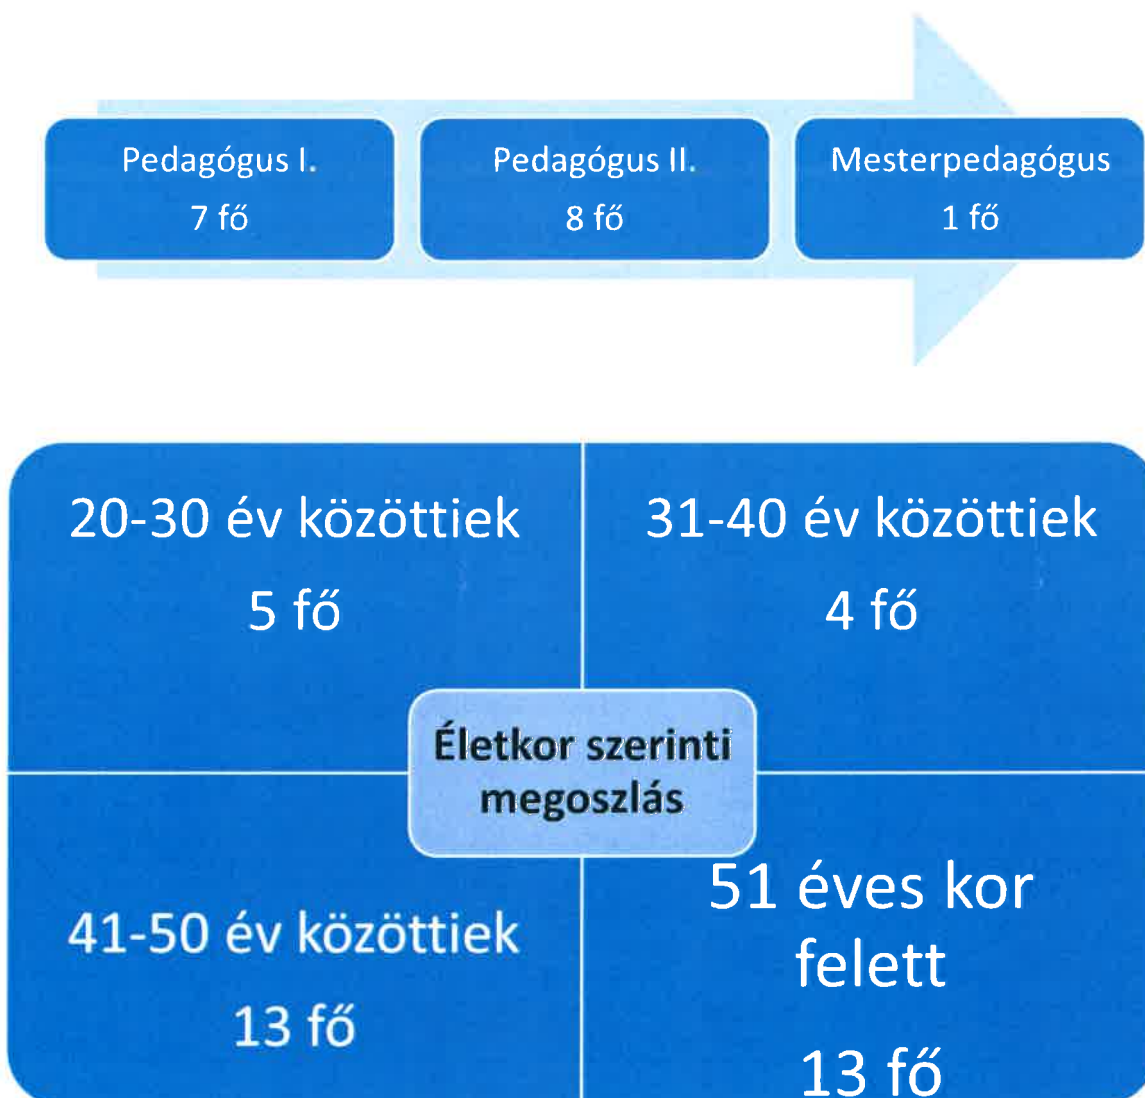 Pedagógus I.
7 fő
Pedagógus II.
8 fő
Mesterpedagógus
1 fő
20-30 év közöttiek
5 fő
31-40 év közöttiek
4 fő
Életkor szerinti
megoszlás
41-50 év közöttiek
13 fő
51 éves kor
felett
13 fő